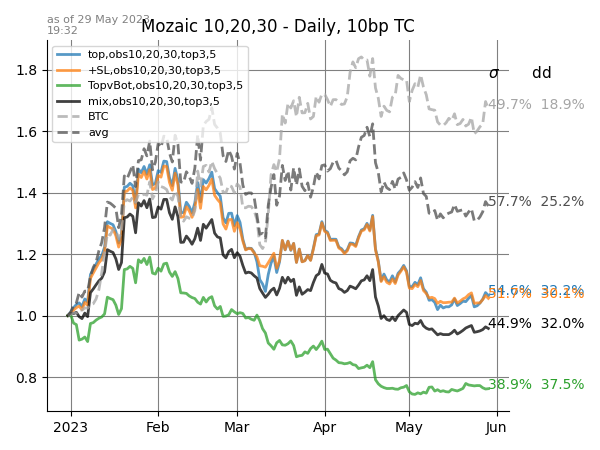 as of 29 May 2023
19:32
Mozaic 10,20,30 - Daily, 10bp TC
top,obs10,20,30,top3,5
+SL,obs10,20,30,top3,5
TopvBot,obs10,20,30,top3,5
mix,obs10,20,30,top3,5
BTC
avg
σ dd
49.7% 18.9%
57.7% 25.2%
54.6% 32.2%
44.9% 32.0%
38.9% 37.5%
1.8
1.6
1.4
1.2
1.0
0.8
2023 Feb Mar Apr May Jun